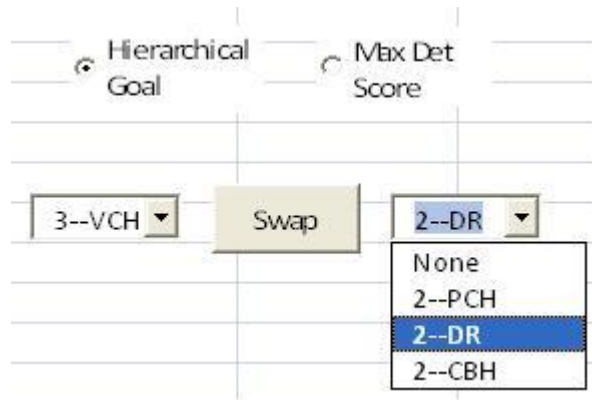 Hierarchical Max Det
Goal Score
3--VCH Swap 2--DR
None
2--PCH
2--DR
2--CBH